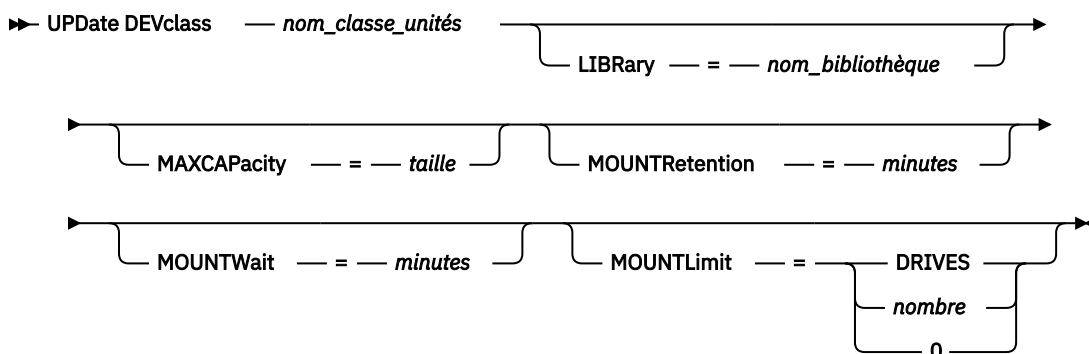 UPDate DEVclass nom_classe_unités
LIBRary = nom_bibliothèque
MAXCAPacity = taille MOUNTRetention = minutes
MOUNTWait = minutes MOUNTLimit = DRIVES
nombre
0